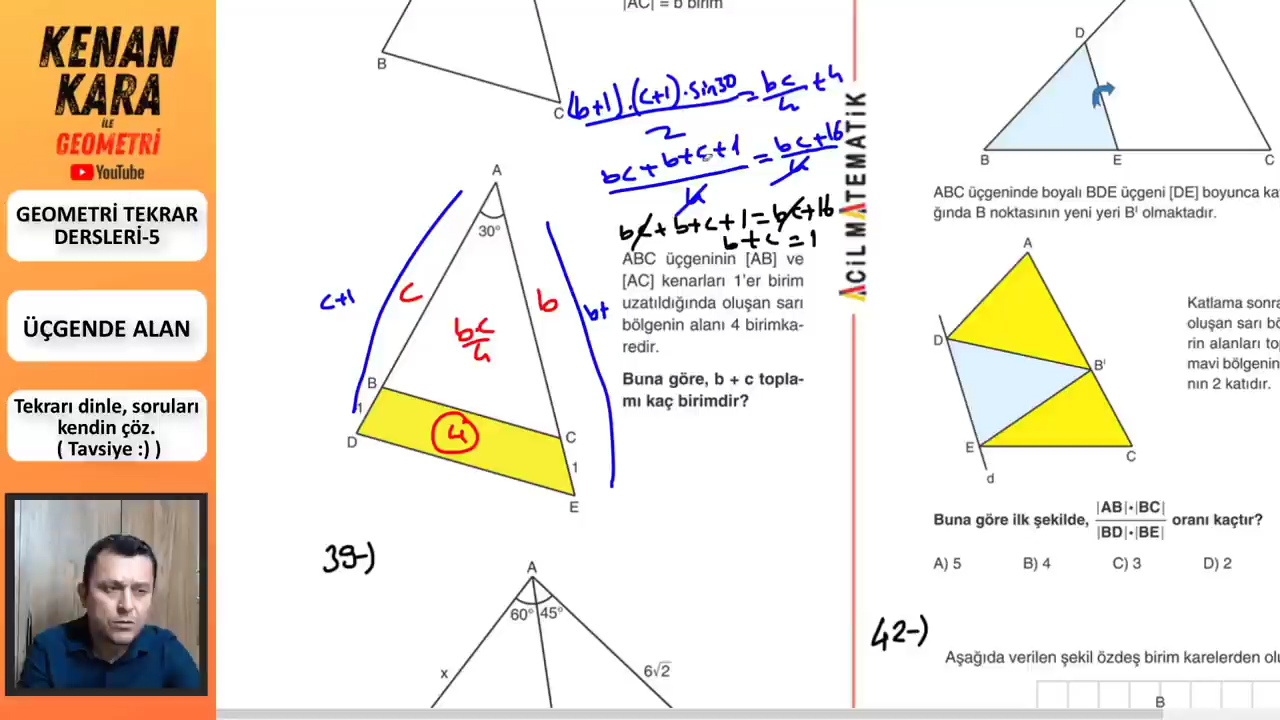 KENAN
KARA
İLE
GEOMETRİ
YouTube
GEOMETRİ TEKRAR
DERSLERİ-5
ÜÇGENDE ALAN
Tekrarı dinle, soruları
kendin çöz.
( Tavsiye :) )
|AC| = b birim
B
C
(b+1).(c+1).sin30 = bc + 4
2 4
bc+b+c+1 = bc+16
4 4
bc+b+c+1=bc+16
b+c=1
A
30°
c+1
c
b
b+
bc
4
B
1
D
4
C
1
E
ABC üçgeninin [AB] ve
[AC] kenarları 1'er birim
uzatıldığında oluşan sarı
bölgenin alanı 4 birimka-
redir.
Buna göre, b + c topla-
mı kaç birimdir?
39-)
A
60° 45°
x
6√2
ACİL MATEMATİK
D
B
E
C
ABC üçgeninde boyalı BDE üçgeni [DE] boyunca ka
ğında B noktasının yeni yeri B' olmaktadır.
A
D
B'
E
C
d
Katlama sonra
oluşan sarı bö
rin alanları top
mavi bölgenin
nın 2 katıdır.
Buna göre ilk şekilde, |AB|·|BC| / |BD|·|BE| oranı kaçtır?
A) 5 B) 4 C) 3 D) 2
42-)
Aşağıda verilen şekil özdeş birim karelerden olu
B